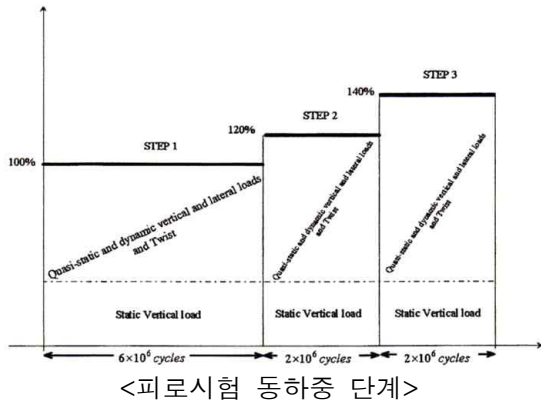 STEP 3
140%
STEP 2
120%
STEP 1
100%
Quasi-static and dynamic vertical and lateral loads
and Twist
Quasi-static and dynamic vertical and lateral loads
and Twist
Quasi-static and dynamic vertical and lateral loads
and Twist
Static Vertical load
Static Vertical load
Static Vertical load
6×10⁶ cycles
2×10⁶ cycles
2×10⁶ cycles
<피로시험 동하중 단계>